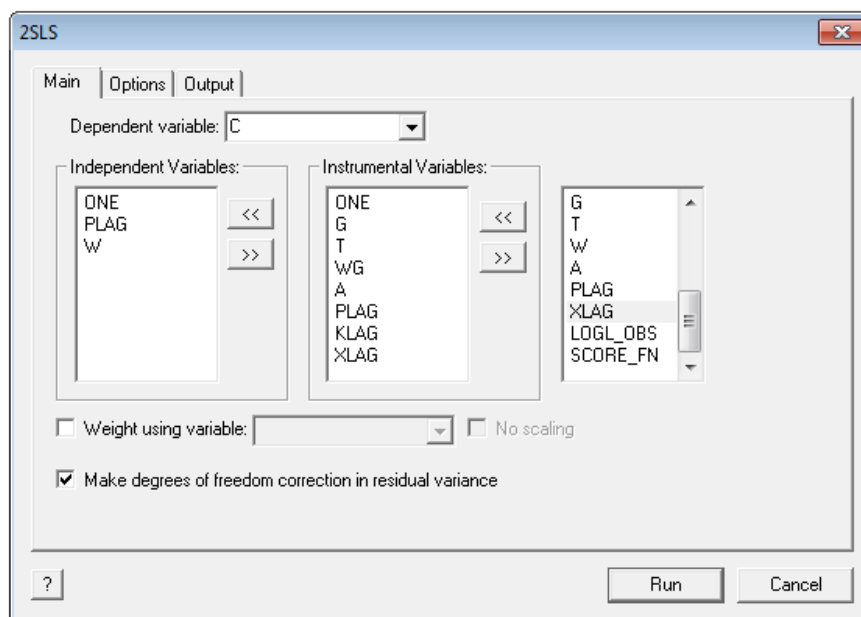 2SLS
Main Options Output
Dependent variable: C
Independent Variables:
ONE
PLAG
W
<<
>>
Instrumental Variables:
ONE
G
T
WG
A
PLAG
KLAG
XLAG
<<
>>
G
T
W
A
PLAG
XLAG
LOGL_OBS
SCORE_FN
Weight using variable: No scaling
Make degrees of freedom correction in residual variance
? Run Cancel